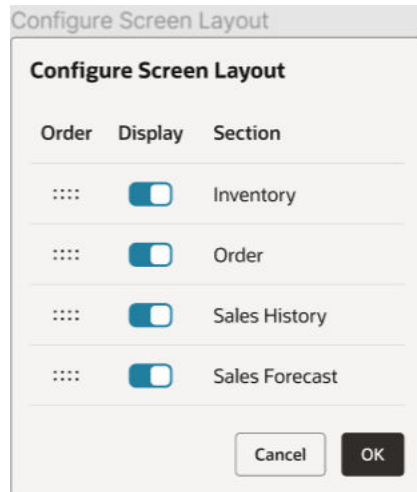 Configure Screen Layout
Configure Screen Layout
Order Display Section
Inventory
Order
Sales History
Sales Forecast
Cancel OK